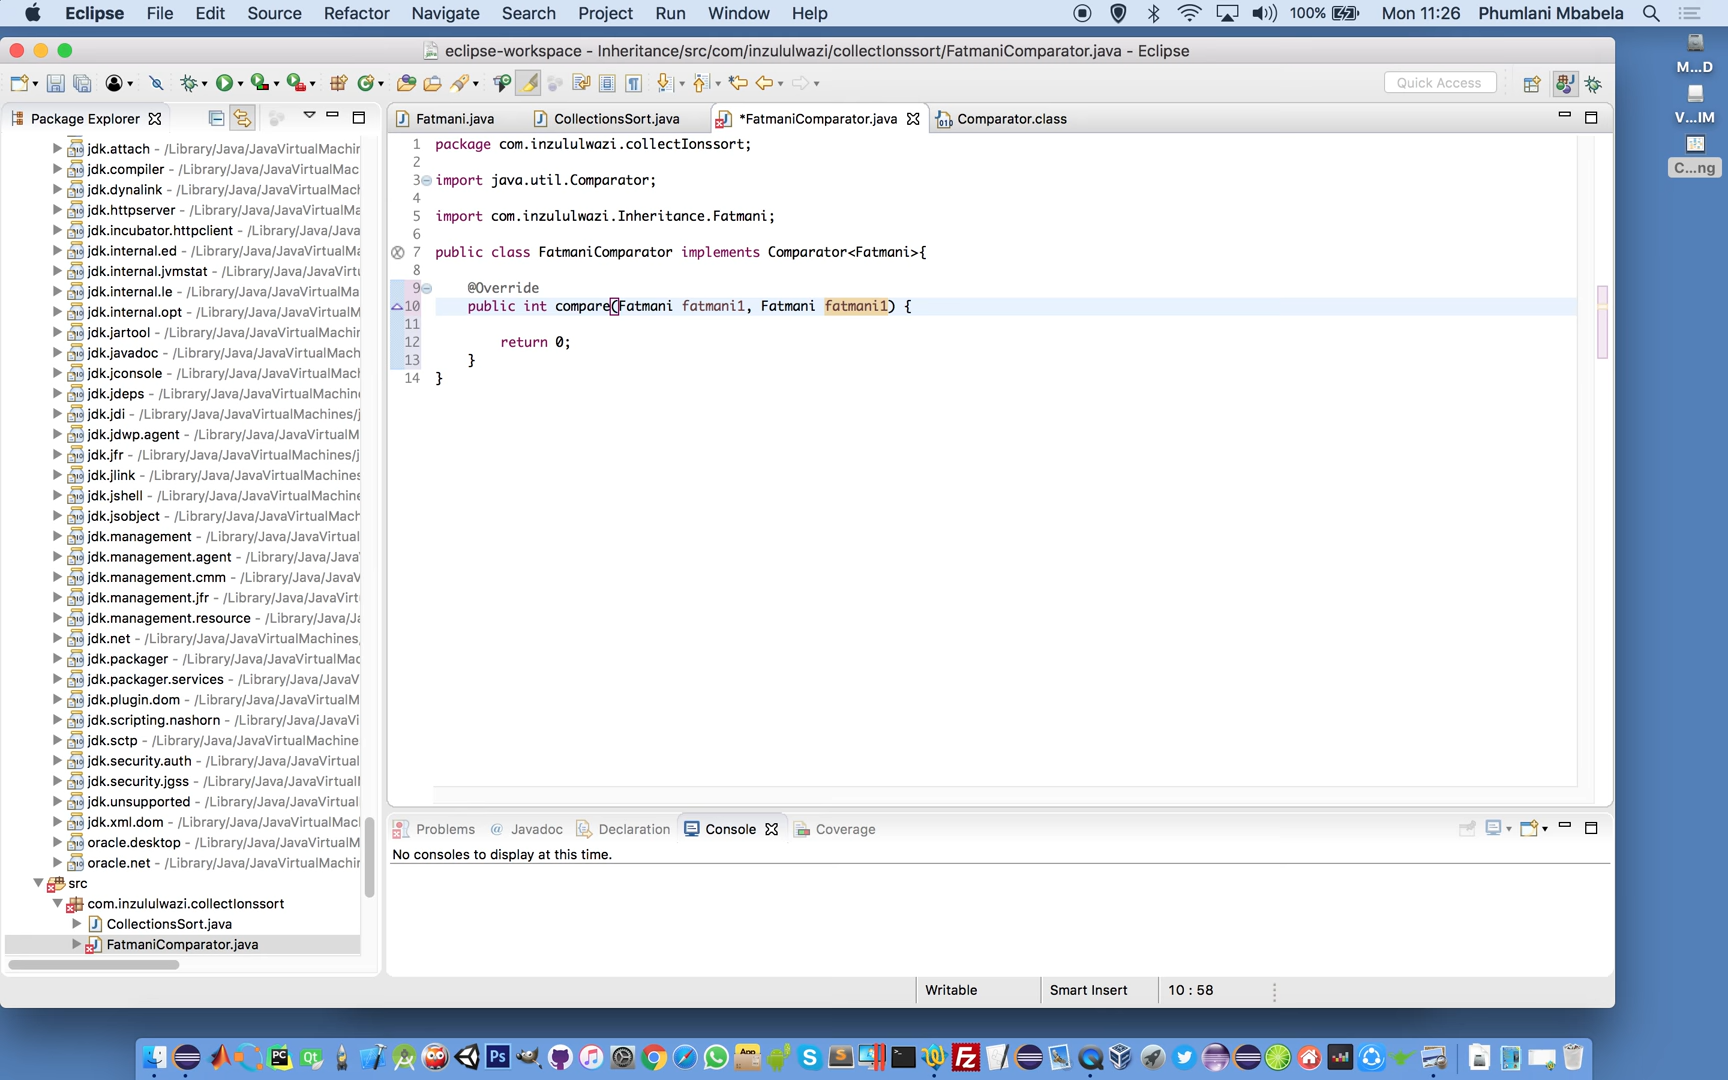 Eclipse File Edit Source Refactor Navigate Search Project Run Window Help 100% Mon 11:26 Phumlani Mbabela
eclipse-workspace - Inheritance/src/com/inzululwazi/collectIonssort/FatmaniComparator.java - Eclipse
Quick Access
M...D
V...IM
C...ng
Package Explorer
jdk.attach - /Library/Java/JavaVirtualMachin
jdk.compiler - /Library/Java/JavaVirtualMac
jdk.dynalink - /Library/Java/JavaVirtualMach
jdk.httpserver - /Library/Java/JavaVirtualMa
jdk.incubator.httpclient - /Library/Java/Java
jdk.internal.ed - /Library/Java/JavaVirtualM
jdk.internal.jvmstat - /Library/Java/JavaVirtu
jdk.internal.le - /Library/Java/JavaVirtualMa
jdk.internal.opt - /Library/Java/JavaVirtualM
jdk.jartool - /Library/Java/JavaVirtualMachi
jdk.javadoc - /Library/Java/JavaVirtualMach
jdk.jconsole - /Library/Java/JavaVirtualMach
jdk.jdeps - /Library/Java/JavaVirtualMachin
jdk.jdi - /Library/Java/JavaVirtualMachines/j
jdk.jdwp.agent - /Library/Java/JavaVirtualM
jdk.jfr - /Library/Java/JavaVirtualMachines/j
jdk.jlink - /Library/Java/JavaVirtualMachines
jdk.jshell - /Library/Java/JavaVirtualMachine
jdk.jsobject - /Library/Java/JavaVirtualMach
jdk.management - /Library/Java/JavaVirtual
jdk.management.agent - /Library/Java/Java
jdk.management.cmm - /Library/Java/JavaV
jdk.management.jfr - /Library/Java/JavaVirt
jdk.management.resource - /Library/Java/J
jdk.net - /Library/Java/JavaVirtualMachines,
jdk.packager - /Library/Java/JavaVirtualMac
jdk.packager.services - /Library/Java/JavaV
jdk.plugin.dom - /Library/Java/JavaVirtualM
jdk.scripting.nashorn - /Library/Java/JavaVi
jdk.sctp - /Library/Java/JavaVirtualMachine
jdk.security.auth - /Library/Java/JavaVirtual
jdk.security.jgss - /Library/Java/JavaVirtual
jdk.unsupported - /Library/Java/JavaVirtual
jdk.xml.dom - /Library/Java/JavaVirtualMac
oracle.desktop - /Library/Java/JavaVirtualM
oracle.net - /Library/Java/JavaVirtualMachir
src
com.inzululwazi.collectIonssort
CollectionsSort.java
FatmaniComparator.java
Fatmani.java CollectionsSort.java *FatmaniComparator.java Comparator.class
1 package com.inzululwazi.collectIonssort;
2
3 import java.util.Comparator;
4
5 import com.inzululwazi.Inheritance.Fatmani;
6
7 public class FatmaniComparator implements Comparator<Fatmani>{
8
9 @Override
10 public int compare(Fatmani fatmani1, Fatmani fatmani1) {
11
12 return 0;
13 }
14 }
Problems @ Javadoc Declaration Console Coverage
No consoles to display at this time.
Writable Smart Insert 10 : 58